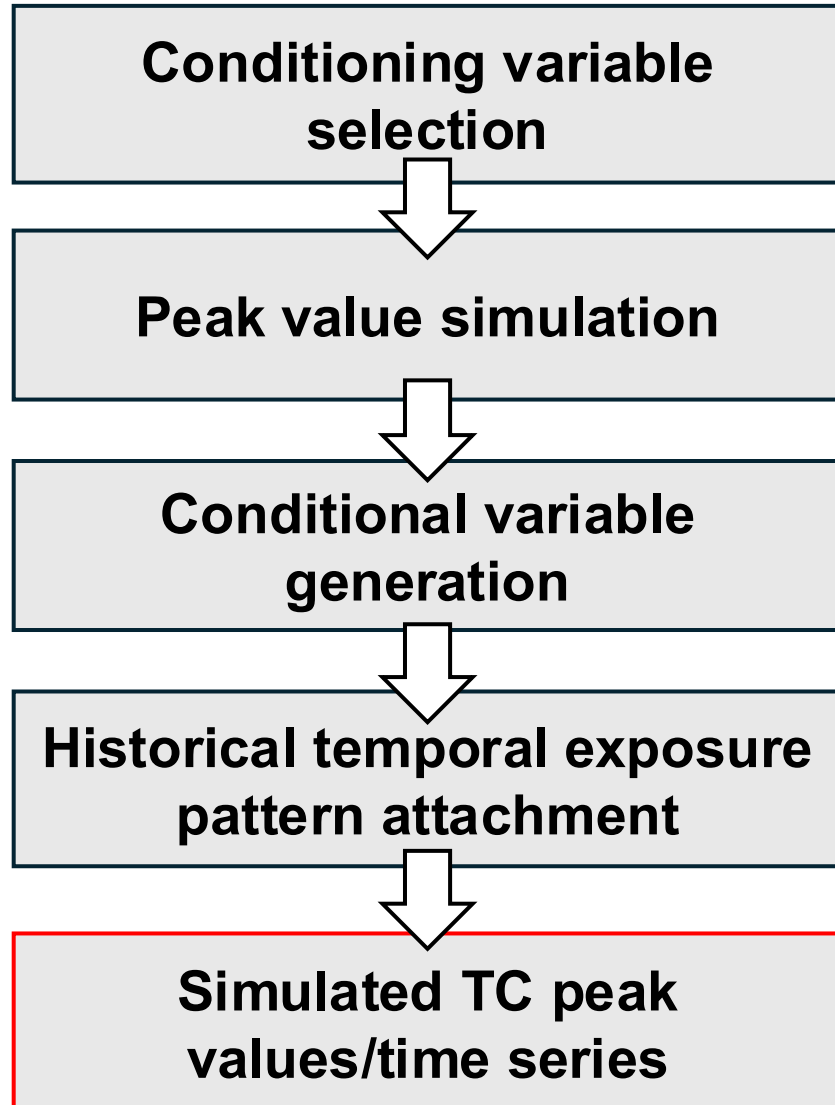 Conditioning variable
selection
Peak value simulation
Conditional variable
generation
Historical temporal exposure
pattern attachment
Simulated TC peak
values/time series